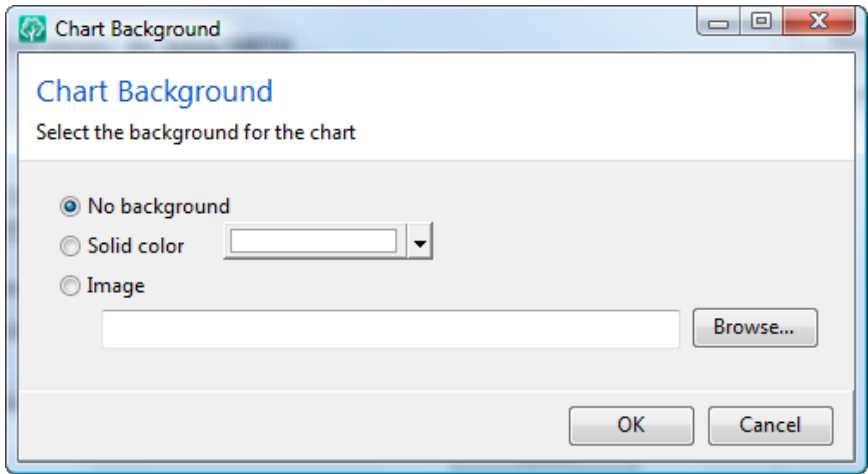 Chart Background
Chart Background
Select the background for the chart
No background
Solid color
Image
Browse...
OK Cancel